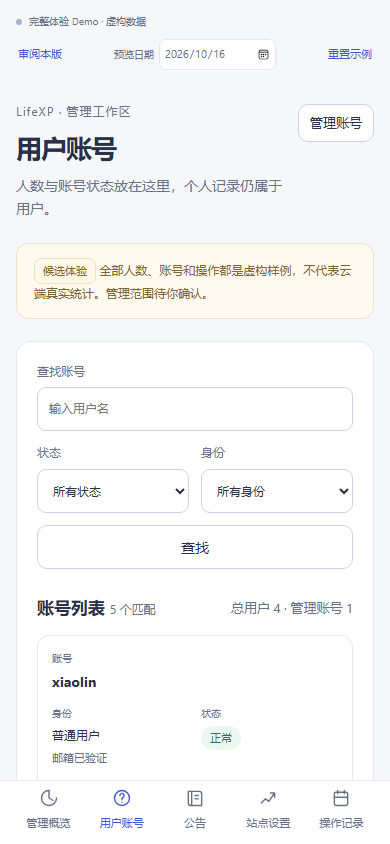 完整体验 Demo · 虚构数据
审阅本版
预览日期
2026/10/16
重置示例
LifeXP · 管理工作区
管理账号
用户账号
人数与账号状态放在这里，个人记录仍属于
用户。
候选体验 全部人数、账号和操作都是虚构样例，不代表云
端真实统计。管理范围待你确认。
查找账号
输入用户名
状态
身份
所有状态
所有身份
查找
账号列表 5 个匹配
总用户 4 · 管理账号 1
账号
xiaolin
身份
状态
普通用户
正常
邮箱已验证
管理概览
用户账号
公告
站点设置
操作记录